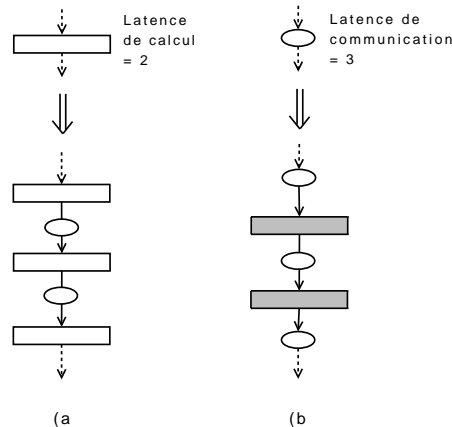 Latence
de calcul
= 2
Latence de
communication
= 3
(a
(b